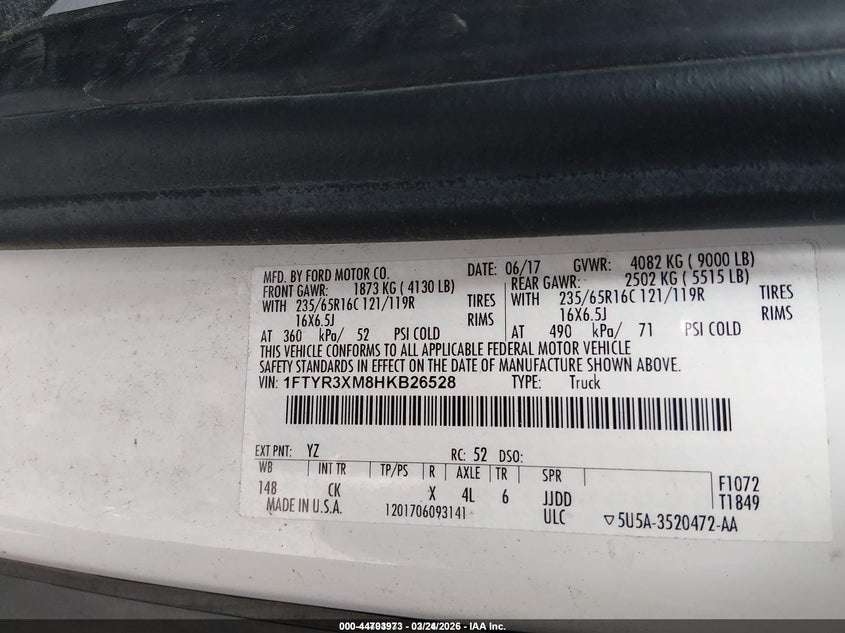 MFD. BY FORD MOTOR CO. DATE: 06/17 GVWR: 4082 KG ( 9000 LB)
FRONT GAWR: 1873 KG ( 4130 LB) REAR GAWR: 2502 KG ( 5515 LB)
WITH 235/65R16C 121/119R TIRES WITH 235/65R16C 121/119R TIRES
16X6.5J RIMS 16X6.5J RIMS
AT 360 kPa/ 52 PSI COLD AT 490 kPa/ 71 PSI COLD
THIS VEHICLE CONFORMS TO ALL APPLICABLE FEDERAL MOTOR VEHICLE
SAFETY STANDARDS IN EFFECT ON THE DATE OF MANUFACTURE SHOWN ABOVE.
VIN: 1FTYR3XM8HKB26528 TYPE: Truck
EXT PNT: YZ RC: 52 DSO:
WB INT TR TP/PS R AXLE TR SPR F1072
148 CK X 4L 6 JJDD T1849
MADE IN U.S.A. 1201706093141 ULC ▽5U5A-3520472-AA
03/24/2026 - IAA Inc.